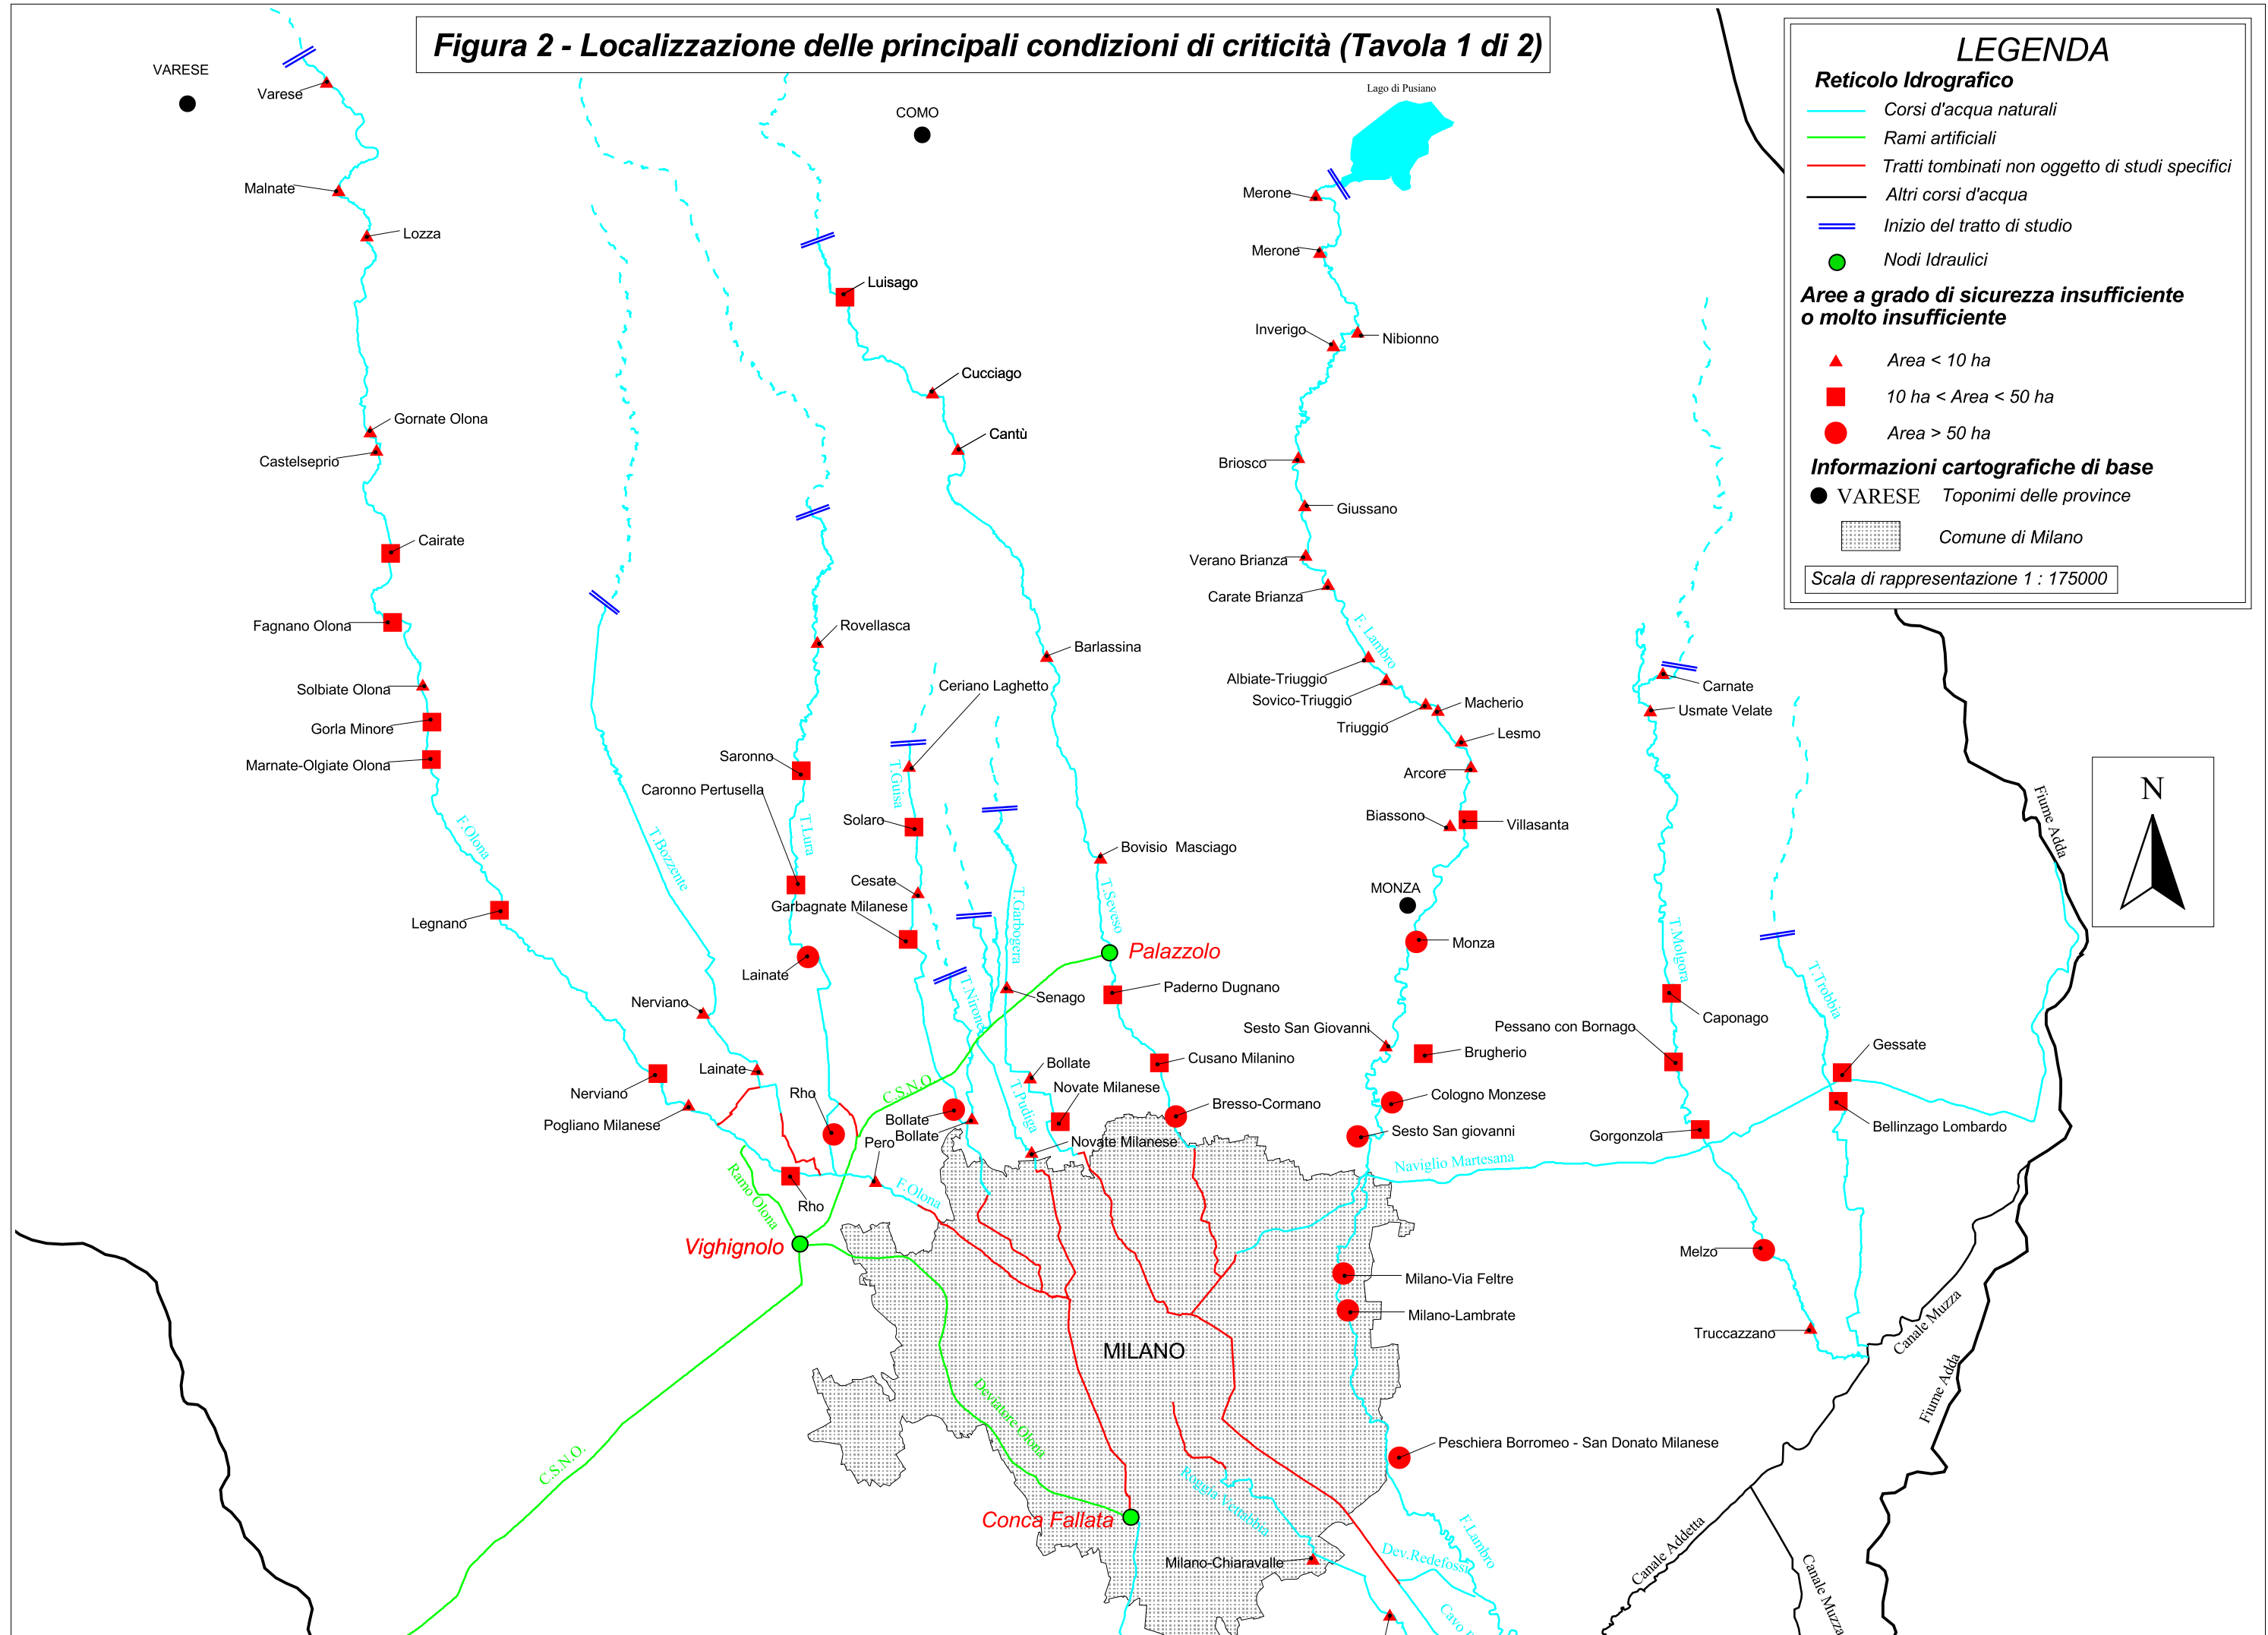 Figura 2 - Localizzazione delle principali condizioni di criticità (Tavola 1 di 2)
LEGENDA
Reticolo Idrografico
Corsi d'acqua naturali
Rami artificiali
Tratti tombinati non oggetto di studi specifici
Altri corsi d'acqua
Inizio del tratto di studio
Nodi Idraulici
Aree a grado di sicurezza insufficiente
o molto insufficiente
Area < 10 ha
10 ha < Area < 50 ha
Area > 50 ha
Informazioni cartografiche di base
VARESE Toponimi delle province
Comune di Milano
Scala di rappresentazione 1 : 175000
N
VARESE
Varese
Malnate
Lozza
Gornate Olona
Castelseprio
Cairate
Fagnano Olona
Solbiate Olona
Gorla Minore
Marnate-Olgiate Olona
F.Olona
Legnano
Nerviano
Pogliano Milanese
T.Bozzente
Nerviano
Lainate
Rho
COMO
Luisago
Cucciago
Cantù
Barlassina
Bovisio Masciago
T.Seveso
Palazzolo
Paderno Dugnano
Cusano Milanino
Bresso-Cormano
Rovellasca
Saronno
Caronno Pertusella
T.Lura
Lainate
Rho
Ceriano Laghetto
T.Guisa
Solaro
Cesate
Garbagnate Milanese
Bollate
Bollate
T.Nirone
T.Garbogera
Senago
Bollate
Novate Milanese
T.Pudiga
Novate Milanese
C.S.N.O.
Pero
F.Olona
Ramo Olona
Vighignolo
C.S.N.O.
Deviatore Olona
Conca Fallata
MILANO
Lago di Pusiano
Merone
Merone
Inverigo
Nibionno
Briosco
Giussano
Verano Brianza
Carate Brianza
F. Lambro
Albiate-Triuggio
Sovico-Triuggio
Triuggio
Macherio
Lesmo
Arcore
Biassono
Villasanta
MONZA
Monza
Sesto San Giovanni
Brugherio
Cologno Monzese
Sesto San giovanni
Naviglio Martesana
Milano-Via Feltre
Milano-Lambrate
Peschiera Borromeo - San Donato Milanese
Roggia Vettabbia
Milano-Chiaravalle
Dev.Redefossi
F.Lambro
Cavo
Carnate
Usmate Velate
T.Molgora
Caponago
Pessano con Bornago
Gorgonzola
Melzo
Truccazzano
T.Trobbia
Gessate
Bellinzago Lombardo
Fiume Adda
Canale Muzza
Fiume Adda
Canale Addetta
Canale Muzza